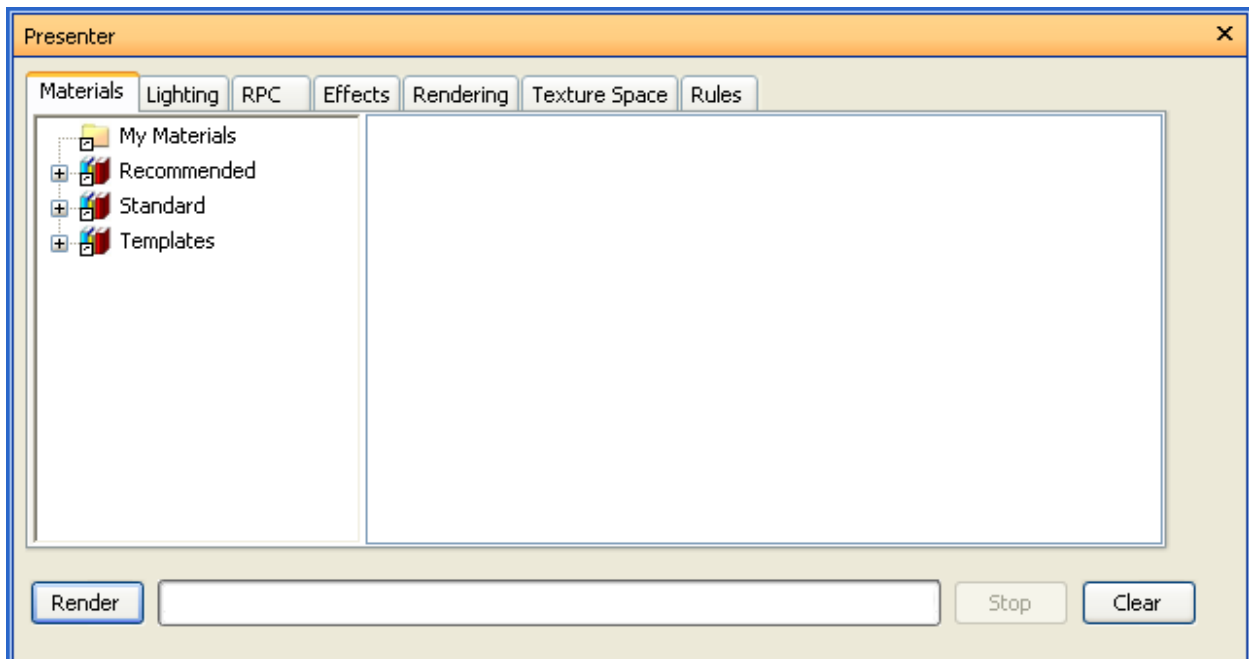 Presenter
Materials Lighting RPC Effects Rendering Texture Space Rules
My Materials
Recommended
Standard
Templates
Render Stop Clear